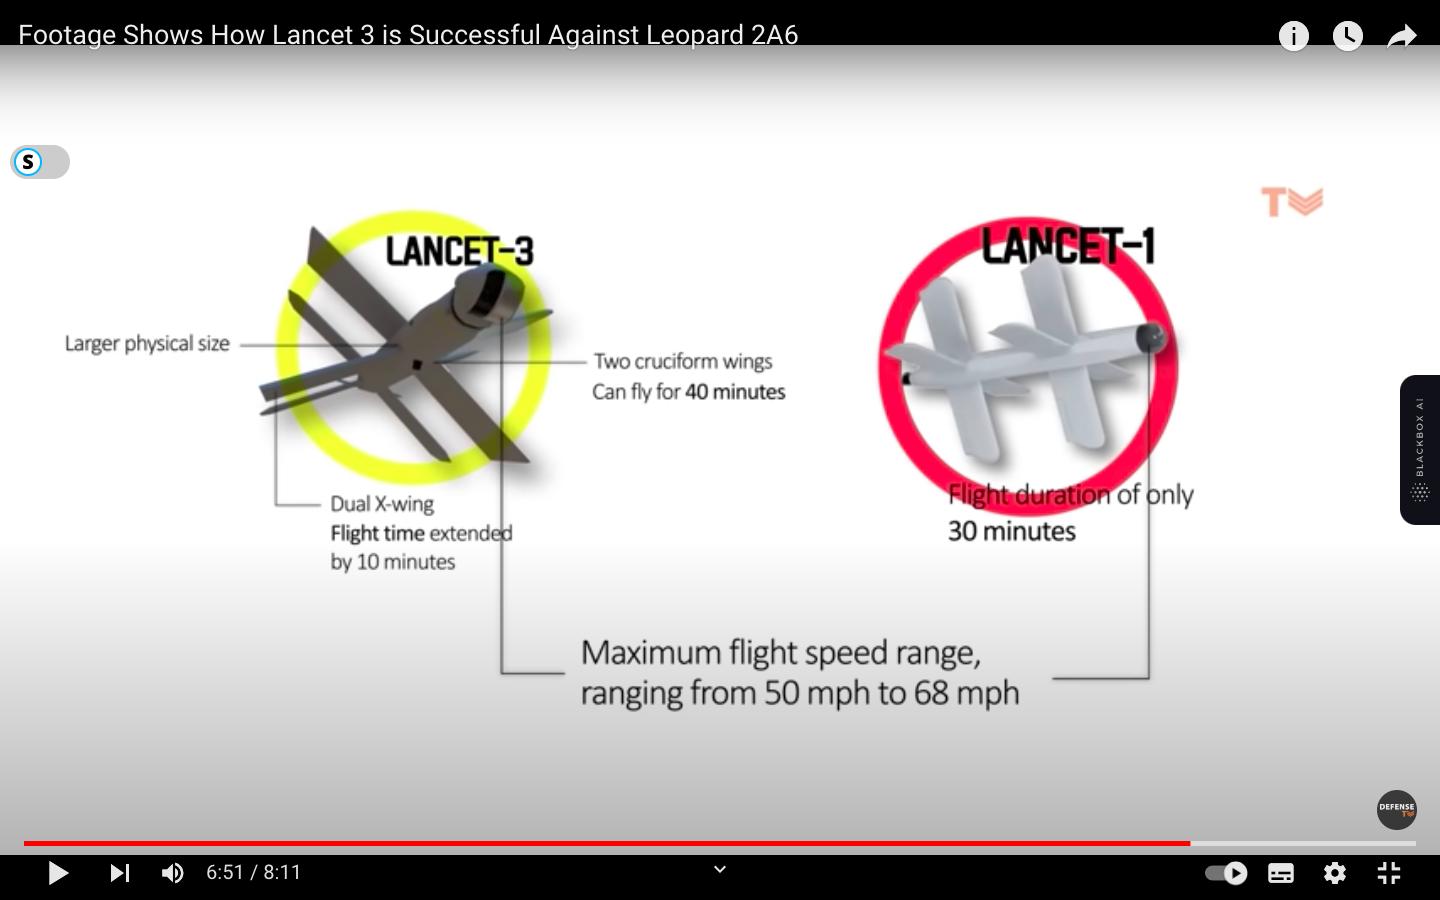 Footage Shows How Lancet 3 is Successful Against Leopard 2A6
S
TV
LANCET-3
LANCET-1
Larger physical size
Two cruciform wings
Can fly for 40 minutes
BLACKBOX AI
Dual X-wing
Flight time extended
by 10 minutes
Flight duration of only
30 minutes
Maximum flight speed range,
ranging from 50 mph to 68 mph
DEFENSE
TV
6:51 / 8:11